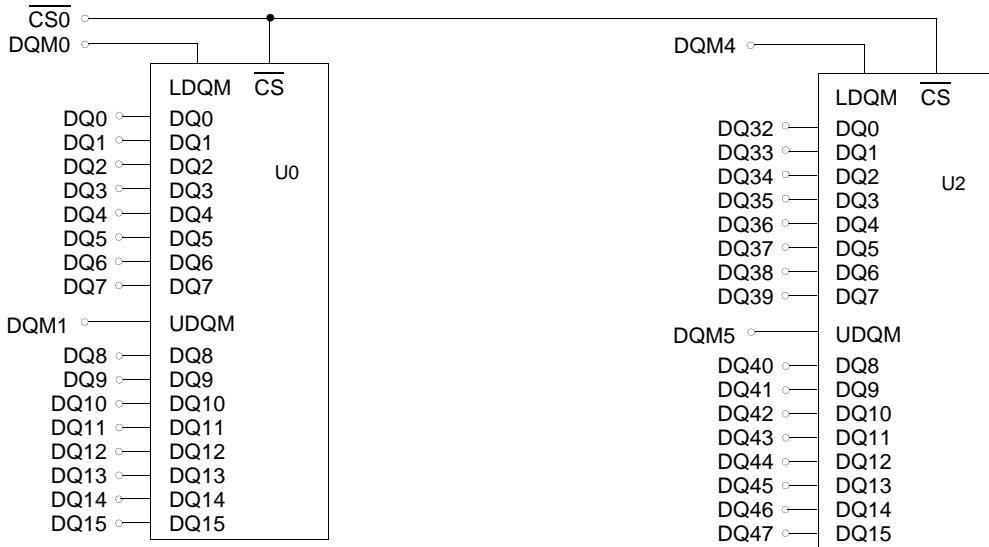 CS0
DQM0
LDQM CS
DQ0 DQ0
DQ1 DQ1
DQ2 DQ2
U0
DQ3 DQ3
DQ4 DQ4
DQ5 DQ5
DQ6 DQ6
DQ7 DQ7
DQM1 UDQM
DQ8 DQ8
DQ9 DQ9
DQ10 DQ10
DQ11 DQ11
DQ12 DQ12
DQ13 DQ13
DQ14 DQ14
DQ15 DQ15
DQM4
LDQM CS
DQ32 DQ0
DQ33 DQ1
DQ34 DQ2
U2
DQ35 DQ3
DQ36 DQ4
DQ37 DQ5
DQ38 DQ6
DQ39 DQ7
DQM5 UDQM
DQ40 DQ8
DQ41 DQ9
DQ42 DQ10
DQ43 DQ11
DQ44 DQ12
DQ45 DQ13
DQ46 DQ14
DQ47 DQ15